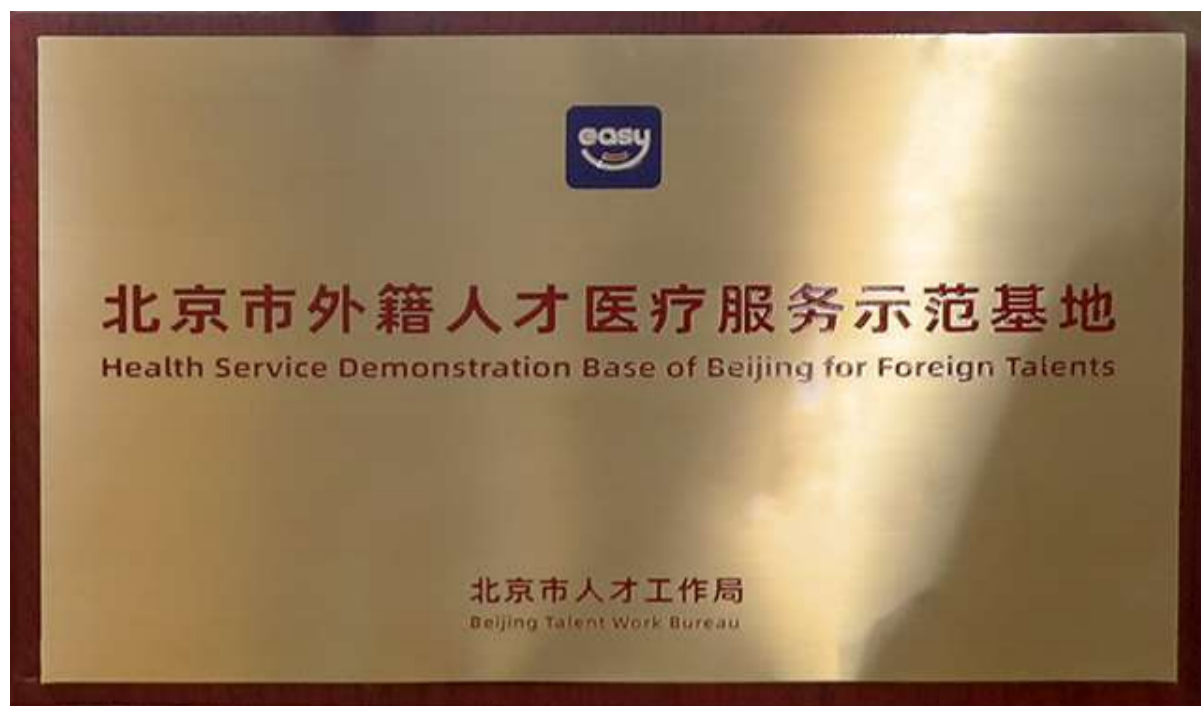 easy
北京市外籍人才医疗服务示范基地
Health Service Demonstration Base of Beijing for Foreign Talents
北京市人才工作局
Beijing Talent Work Bureau